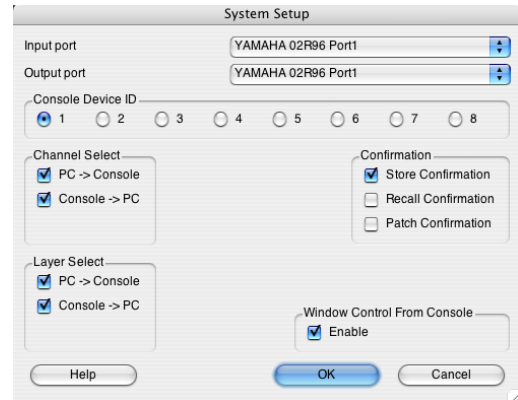 System Setup
Input port YAMAHA 02R96 Port1
Output port YAMAHA 02R96 Port1
Console Device ID
1 2 3 4 5 6 7 8
Channel Select
PC -> Console
Console -> PC
Confirmation
Store Confirmation
Recall Confirmation
Patch Confirmation
Layer Select
PC -> Console
Console -> PC
Window Control From Console
Enable
Help OK Cancel